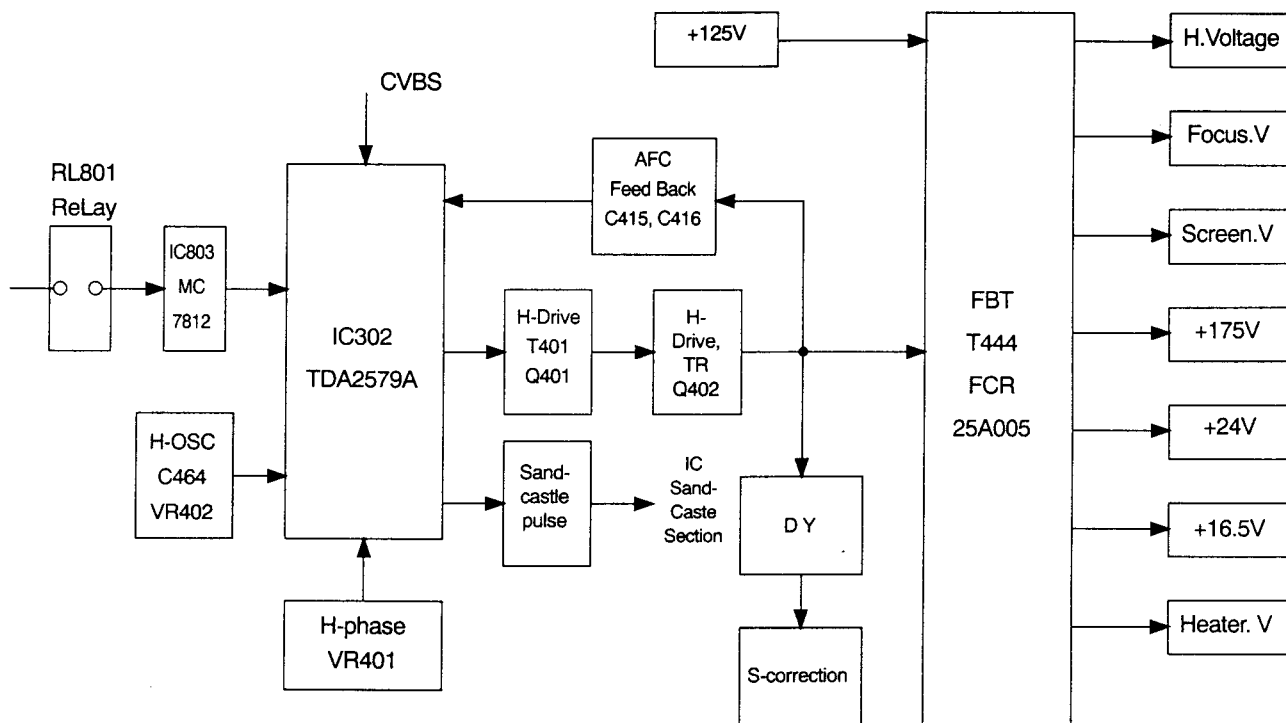 +125V
H.Voltage
CVBS
Focus.V
AFC
Feed Back
C415, C416
RL801
ReLay
Screen.V
IC803
MC
7812
IC302
TDA2579A
H-Drive
T401
Q401
H-
Drive,
TR
Q402
FBT
T444
FCR
25A005
+175V
+24V
H-OSC
C464
VR402
Sand-
castle
pulse
IC
Sand-
Caste
Section
D Y
+16.5V
H-phase
VR401
S-correction
Heater. V